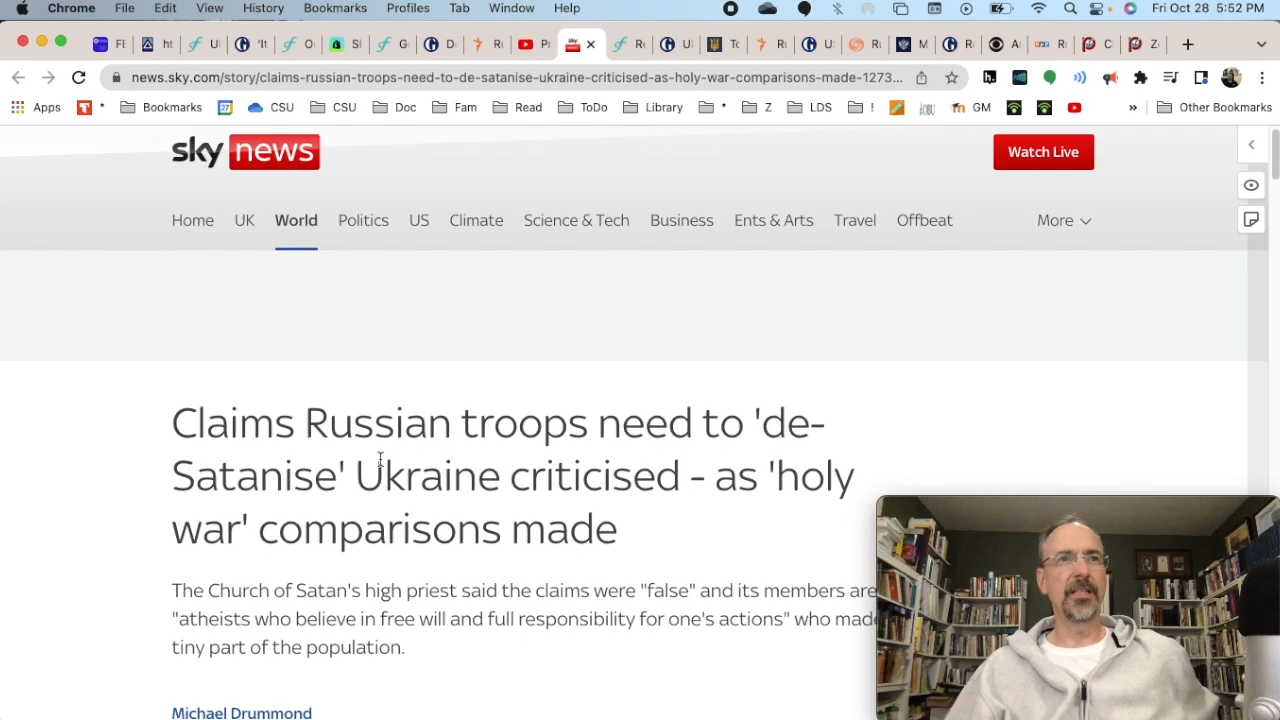 Chrome File Edit View History Bookmarks Profiles Tab Window Help Fri Oct 28 5:52 PM
news.sky.com/story/claims-russian-troops-need-to-de-satanise-ukraine-criticised-as-holy-war-comparisons-made-1273...
Apps Bookmarks 27 CSU CSU Doc Fam Read ToDo Library * Z LDS ! GM » Other Bookmarks
sky news
Watch Live
Home UK World Politics US Climate Science & Tech Business Ents & Arts Travel Offbeat More
Claims Russian troops need to 'de-
Satanise' Ukraine criticised - as 'holy
war' comparisons made
The Church of Satan's high priest said the claims were "false" and its members are
"atheists who believe in free will and full responsibility for one's actions" who made
tiny part of the population.
Michael Drummond